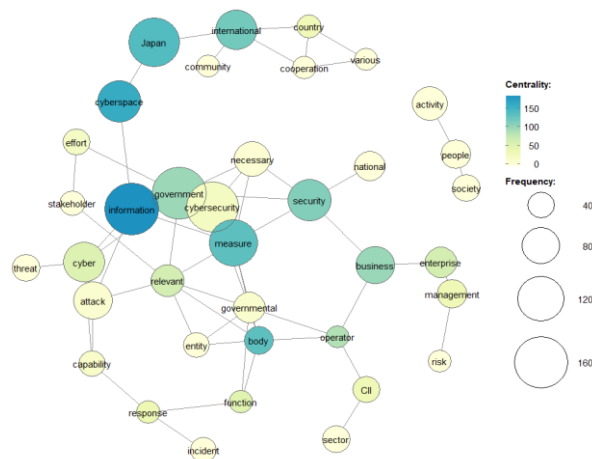 Japan
international
country
community
cooperation
various
cyberspace
Centrality:
150
100
50
0
activity
effort
necessary
national
people
government
society
stakeholder
information
cybersecurity
security
Frequency:
40
measure
80
threat
cyber
business
enterprise
relevant
management
attack
governmental
120
body
operator
entity
risk
capability
160
CII
function
response
sector
incident